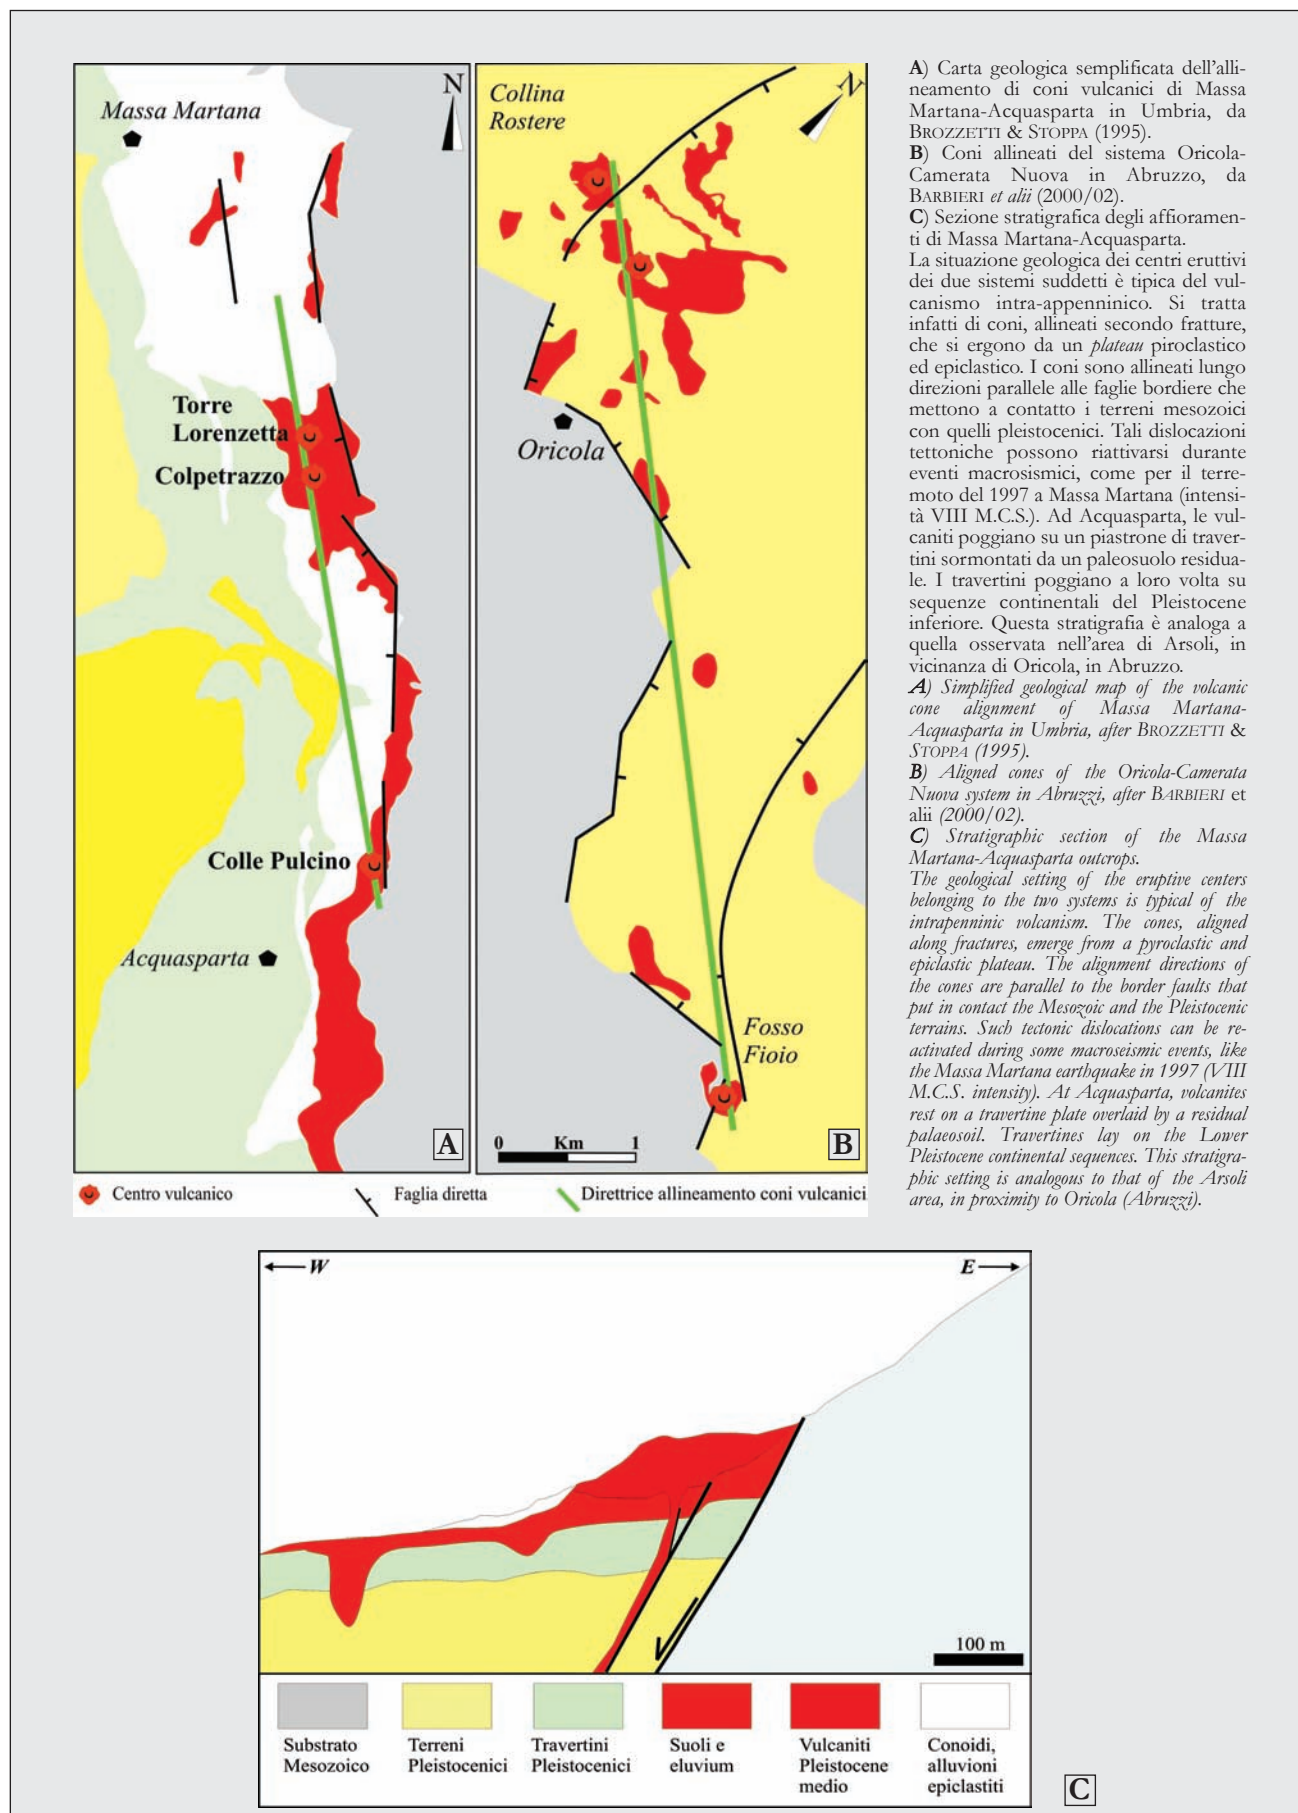 Massa Martana
N
Torre
Lorenzetta
Colpetrazzo
Colle Pulcino
Acquasparta
A
Collina
Rostere
N
Oricola
Fosso
Fioio
0 Km 1
B
Centro vulcanico
Faglia diretta
Direttrice allineamento coni vulcanici
A) Carta geologica semplificata dell'alli-
neamento di coni vulcanici di Massa
Martana-Acquasparta in Umbria, da
BROZZETTI & STOPPA (1995).
B) Coni allineati del sistema Oricola-
Camerata Nuova in Abruzzo, da
BARBIERI et alii (2000/02).
C) Sezione stratigrafica degli affioramen-
ti di Massa Martana-Acquasparta.
La situazione geologica dei centri eruttivi
dei due sistemi suddetti è tipica del vul-
canismo intra-appenninico. Si tratta
infatti di coni, allineati secondo fratture,
che si ergono da un plateau piroclastico
ed epiclastico. I coni sono allineati lungo
direzioni parallele alle faglie bordiere che
mettono a contatto i terreni mesozoici
con quelli pleistocenici. Tali dislocazioni
tettoniche possono riattivarsi durante
eventi macrosismici, come per il terre-
moto del 1997 a Massa Martana (intensi-
tà VIII M.C.S.). Ad Acquasparta, le vul-
caniti poggiano su un piastrone di traver-
tini sormontati da un paleosuolo residua-
le. I travertini poggiano a loro volta su
sequenze continentali del Pleistocene
inferiore. Questa stratigrafia è analoga a
quella osservata nell'area di Arsoli, in
vicinanza di Oricola, in Abruzzo.
A) Simplified geological map of the volcanic
cone alignment of Massa Martana-
Acquasparta in Umbria, after BROZZETTI &
STOPPA (1995).
B) Aligned cones of the Oricola-Camerata
Nuova system in Abruzzi, after BARBIERI et
alii (2000/02).
C) Stratigraphic section of the Massa
Martana-Acquasparta outcrops.
The geological setting of the eruptive centers
belonging to the two systems is typical of the
intrapenninic volcanism. The cones, aligned
along fractures, emerge from a pyroclastic and
epiclastic plateau. The alignment directions of
the cones are parallel to the border faults that
put in contact the Mesozoic and the Pleistocenic
terrains. Such tectonic dislocations can be re-
activated during some macroseismic events, like
the Massa Martana earthquake in 1997 (VIII
M.C.S. intensity). At Acquasparta, volcanites
rest on a travertine plate overlaid by a residual
palaeosoil. Travertines lay on the Lower
Pleistocene continental sequences. This stratigra-
phic setting is analogous to that of the Arsoli
area, in proximity to Oricola (Abruzzi).
W
E
100 m
Substrato
Mesozoico
Terreni
Pleistocenici
Travertini
Pleistocenici
Suoli e
eluvium
Vulcaniti
Pleistocene
medio
Conoidi,
alluvioni
epiclastiti
C